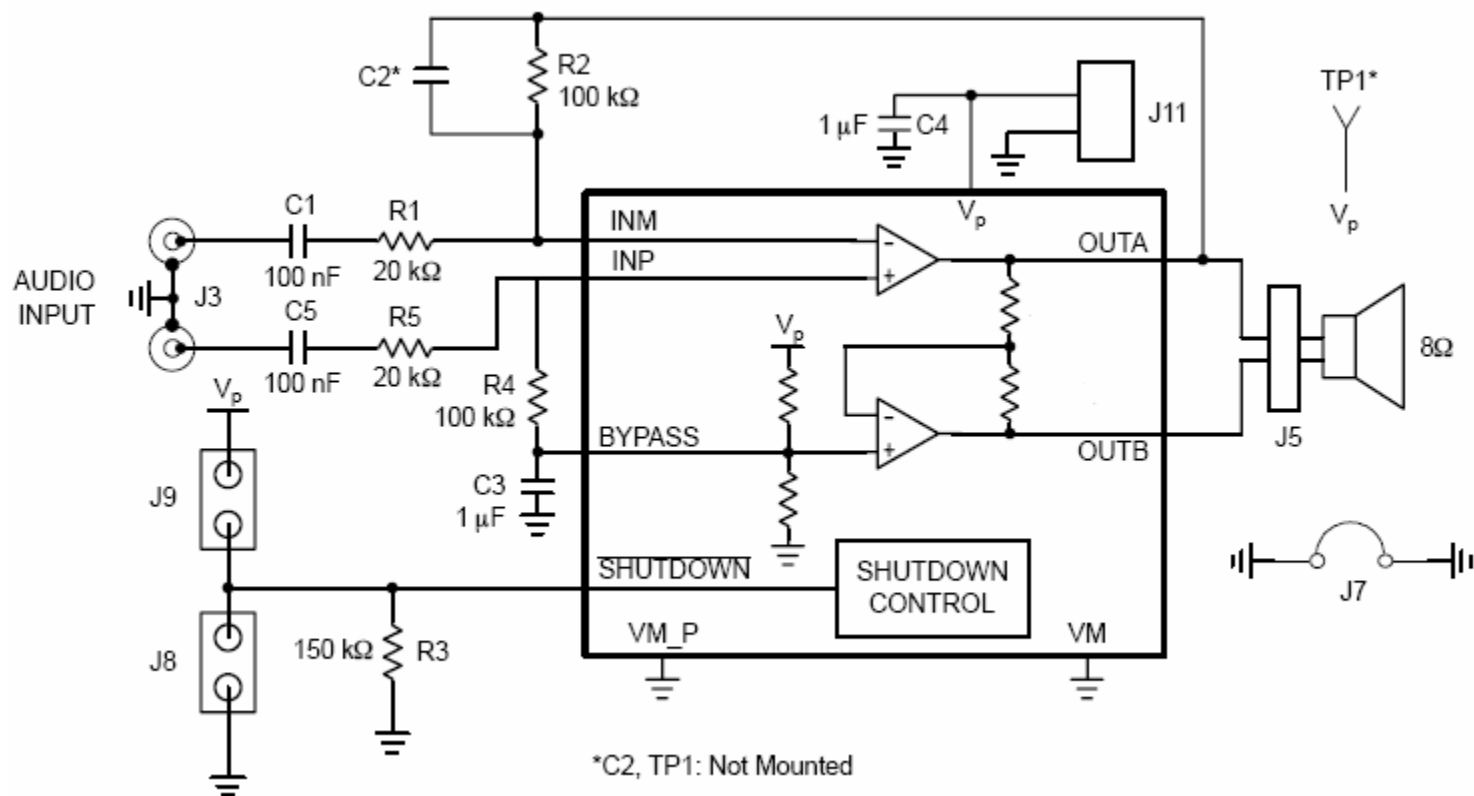 C2*
R2
100 kΩ
1 µF
C4
J11
TP1*
Vp
AUDIO
INPUT
J3
C1
100 nF
R1
20 kΩ
C5
100 nF
R5
20 kΩ
INM
INP
Vp
OUTA
-
+
Vp
R4
100 kΩ
BYPASS
C3
1 µF
-
+
OUTB
J5
8Ω
Vp
J9
J8
150 kΩ
R3
SHUTDOWN
SHUTDOWN
CONTROL
VM_P
VM
J7
*C2, TP1: Not Mounted